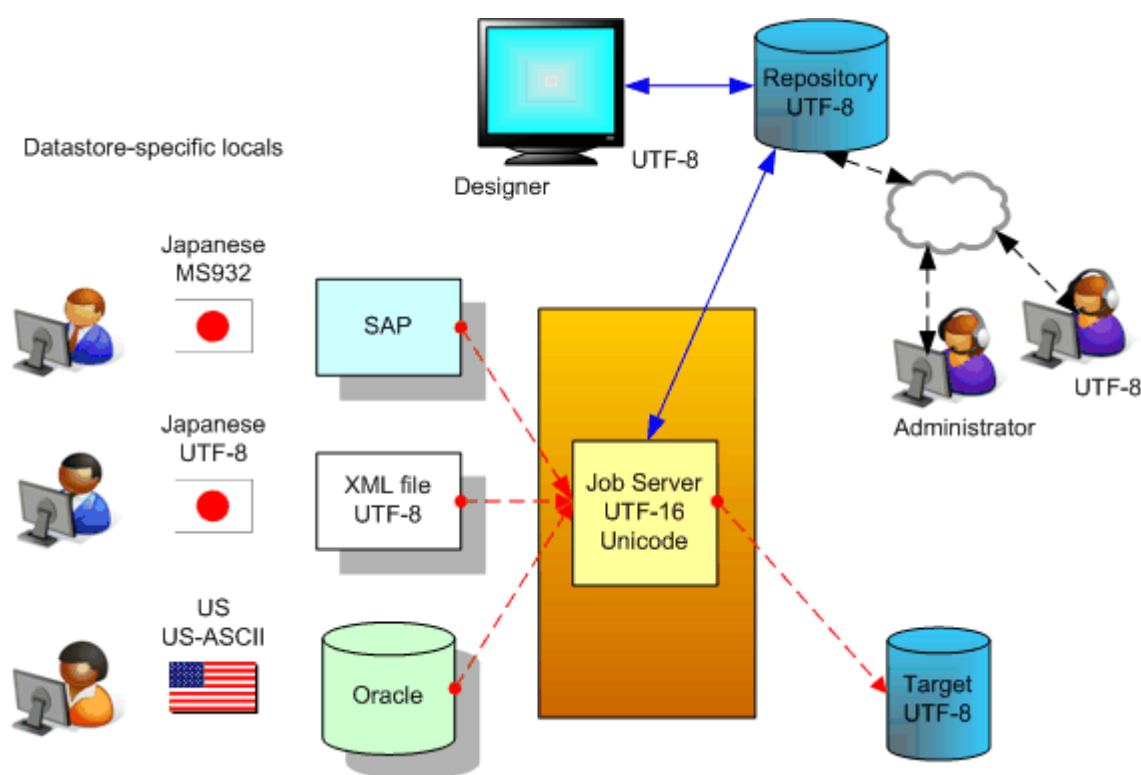 Repository
UTF-8
UTF-8
Designer
Datastore-specific locals
Japanese
MS932
SAP
UTF-8
Administrator
Japanese
UTF-8
XML file
UTF-8
Job Server
UTF-16
Unicode
US
US-ASCII
Oracle
Target
UTF-8